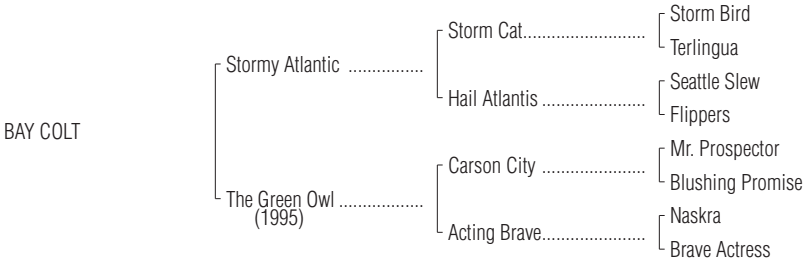 Storm Bird
Storm Cat..........................
Terlingua
Stormy Atlantic ................
Seattle Slew
Hail Atlantis ......................
Flippers
BAY COLT
Mr. Prospector
Carson City ......................
Blushing Promise
The Green Owl ..................
(1995)
Naskra
Acting Brave......................
Brave Actress